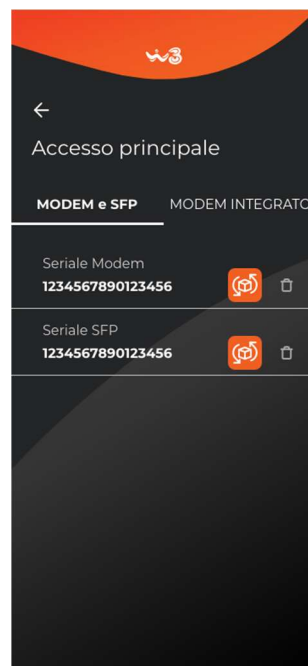 W3
Accesso principale
MODEM e SFP MODEM INTEGRATO
Seriale Modem
1234567890123456
Seriale SFP
1234567890123456